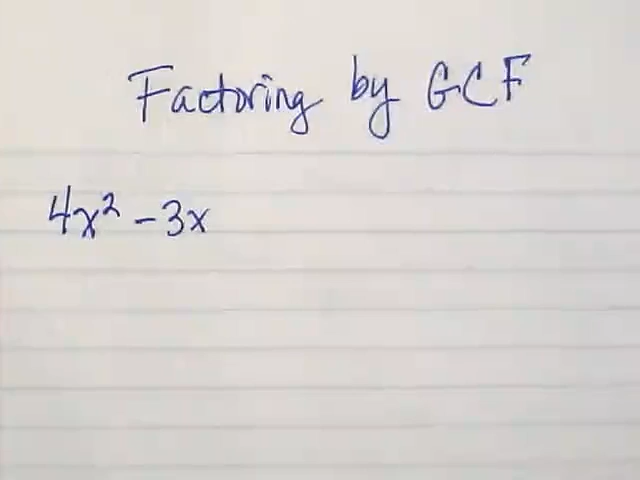 Factoring by GCF
4x² - 3x